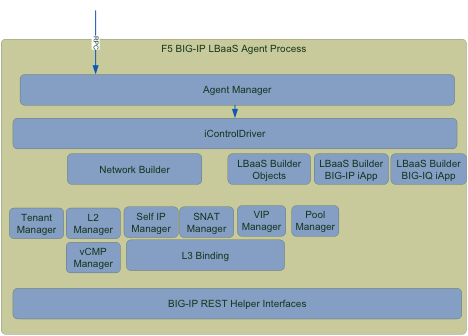 RPC
F5 BIG-IP LBaaS Agent Process
Agent Manager
iControlDriver
Network Builder
LBaaS Builder
Objects
LBaaS Builder
BIG-IP iApp
LBaaS Builder
BIG-IQ iApp
Tenant
Manager
L2
Manager
Self IP
Manager
SNAT
Manager
VIP
Manager
Pool
Manager
vCMP
Manager
L3 Binding
BIG-IP REST Helper Interfaces